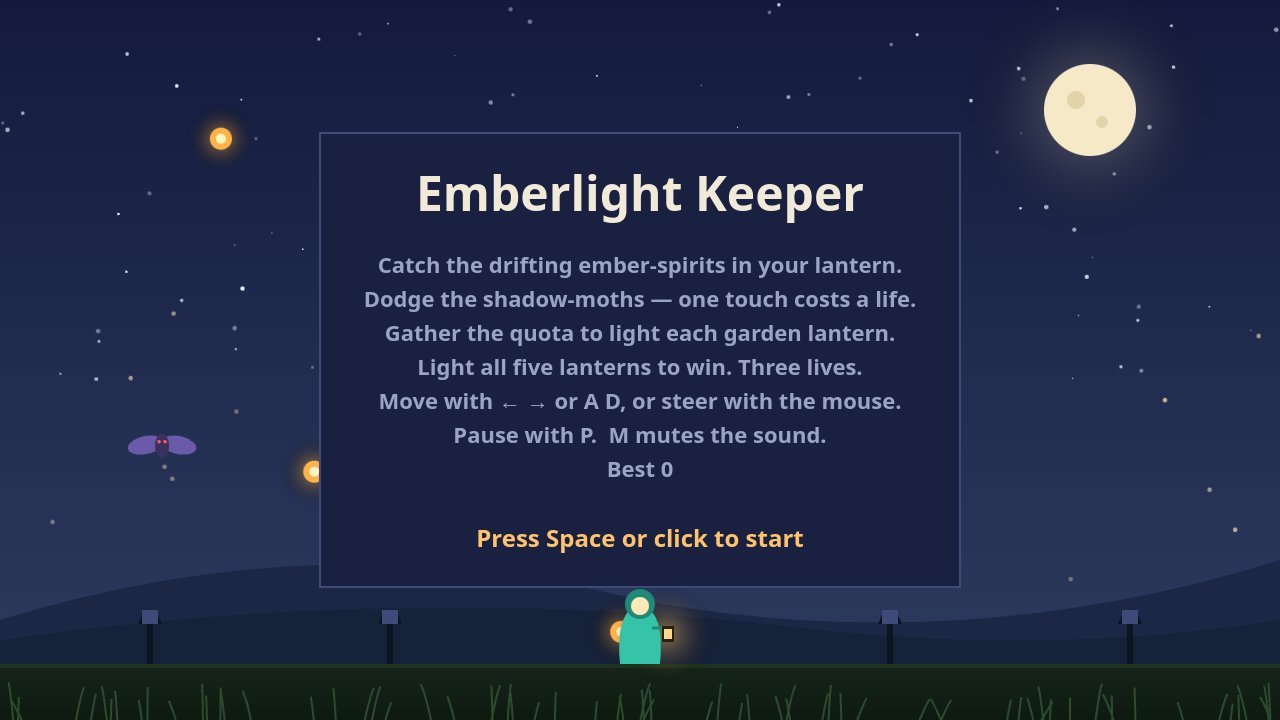 Emberlight Keeper
Catch the drifting ember-spirits in your lantern.
Dodge the shadow-moths — one touch costs a life.
Gather the quota to light each garden lantern.
Light all five lanterns to win. Three lives.
Move with ← → or A D, or steer with the mouse.
Pause with P.  M mutes the sound.
Best 0
Press Space or click to start